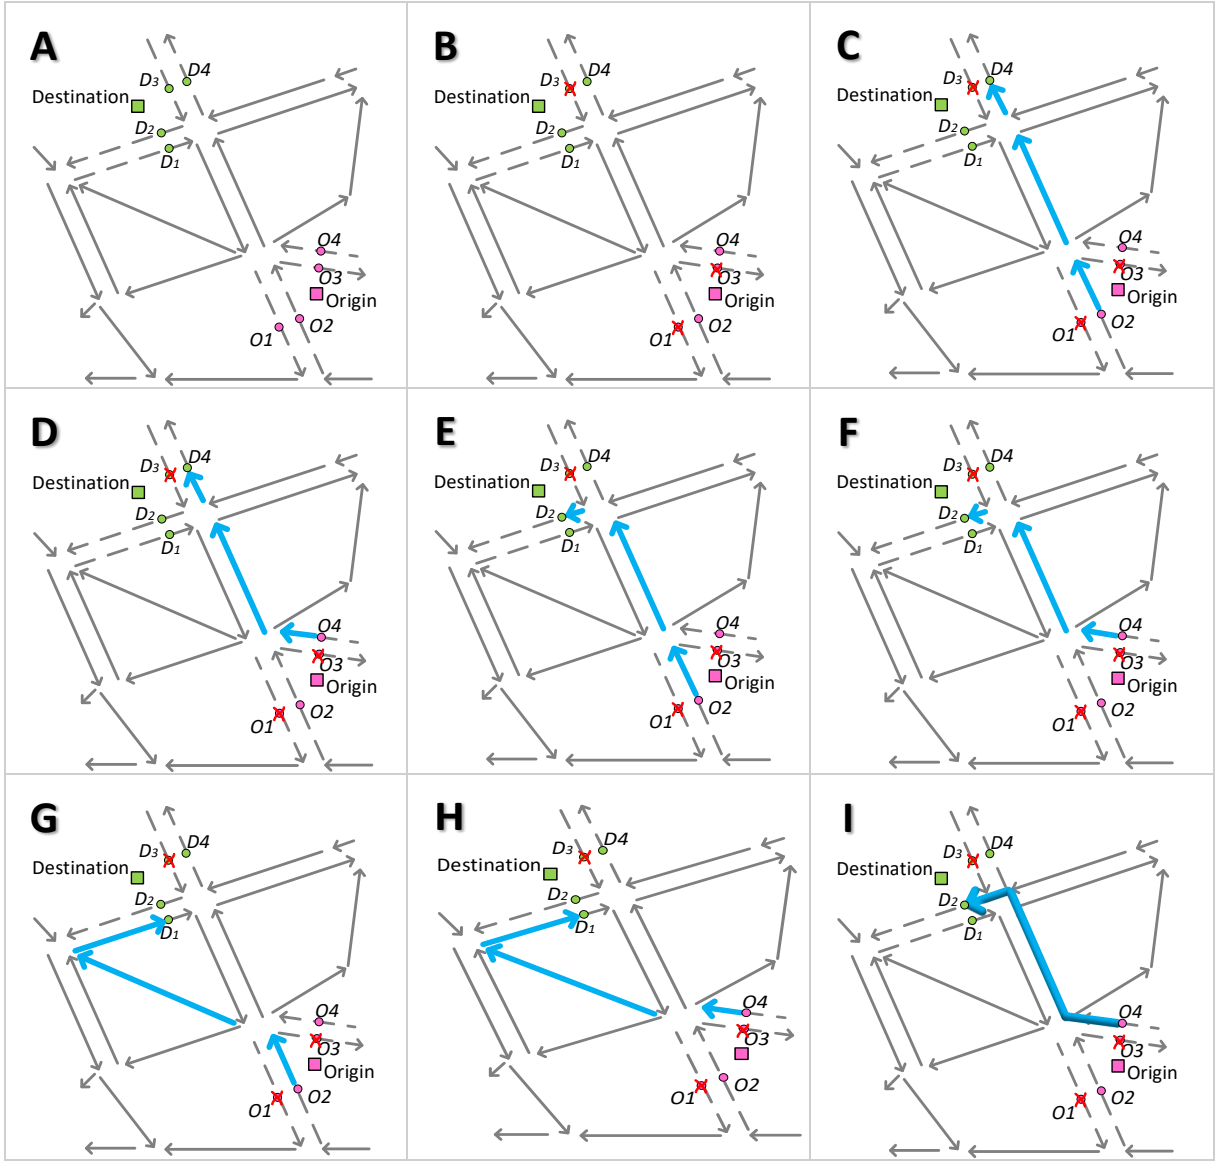 A
D3
D4
Destination
D2
D1
O4
O3
Origin
O1
O2
B
D3
D4
Destination
D2
D1
O4
O3
Origin
O1
O2
C
D3
D4
Destination
D2
D1
O4
O3
Origin
O1
O2
D
D3
D4
Destination
D2
D1
O4
O3
Origin
O1
O2
E
D3
D4
Destination
D2
D1
O4
O3
Origin
O1
O2
F
D3
D4
Destination
D2
D1
O4
O3
Origin
O1
O2
G
D3
D4
Destination
D2
D1
O4
O3
Origin
O1
O2
H
D3
D4
Destination
D2
D1
O4
O3
O1
O2
I
D3
D4
Destination
D2
D1
O4
O3
Origin
O1
O2